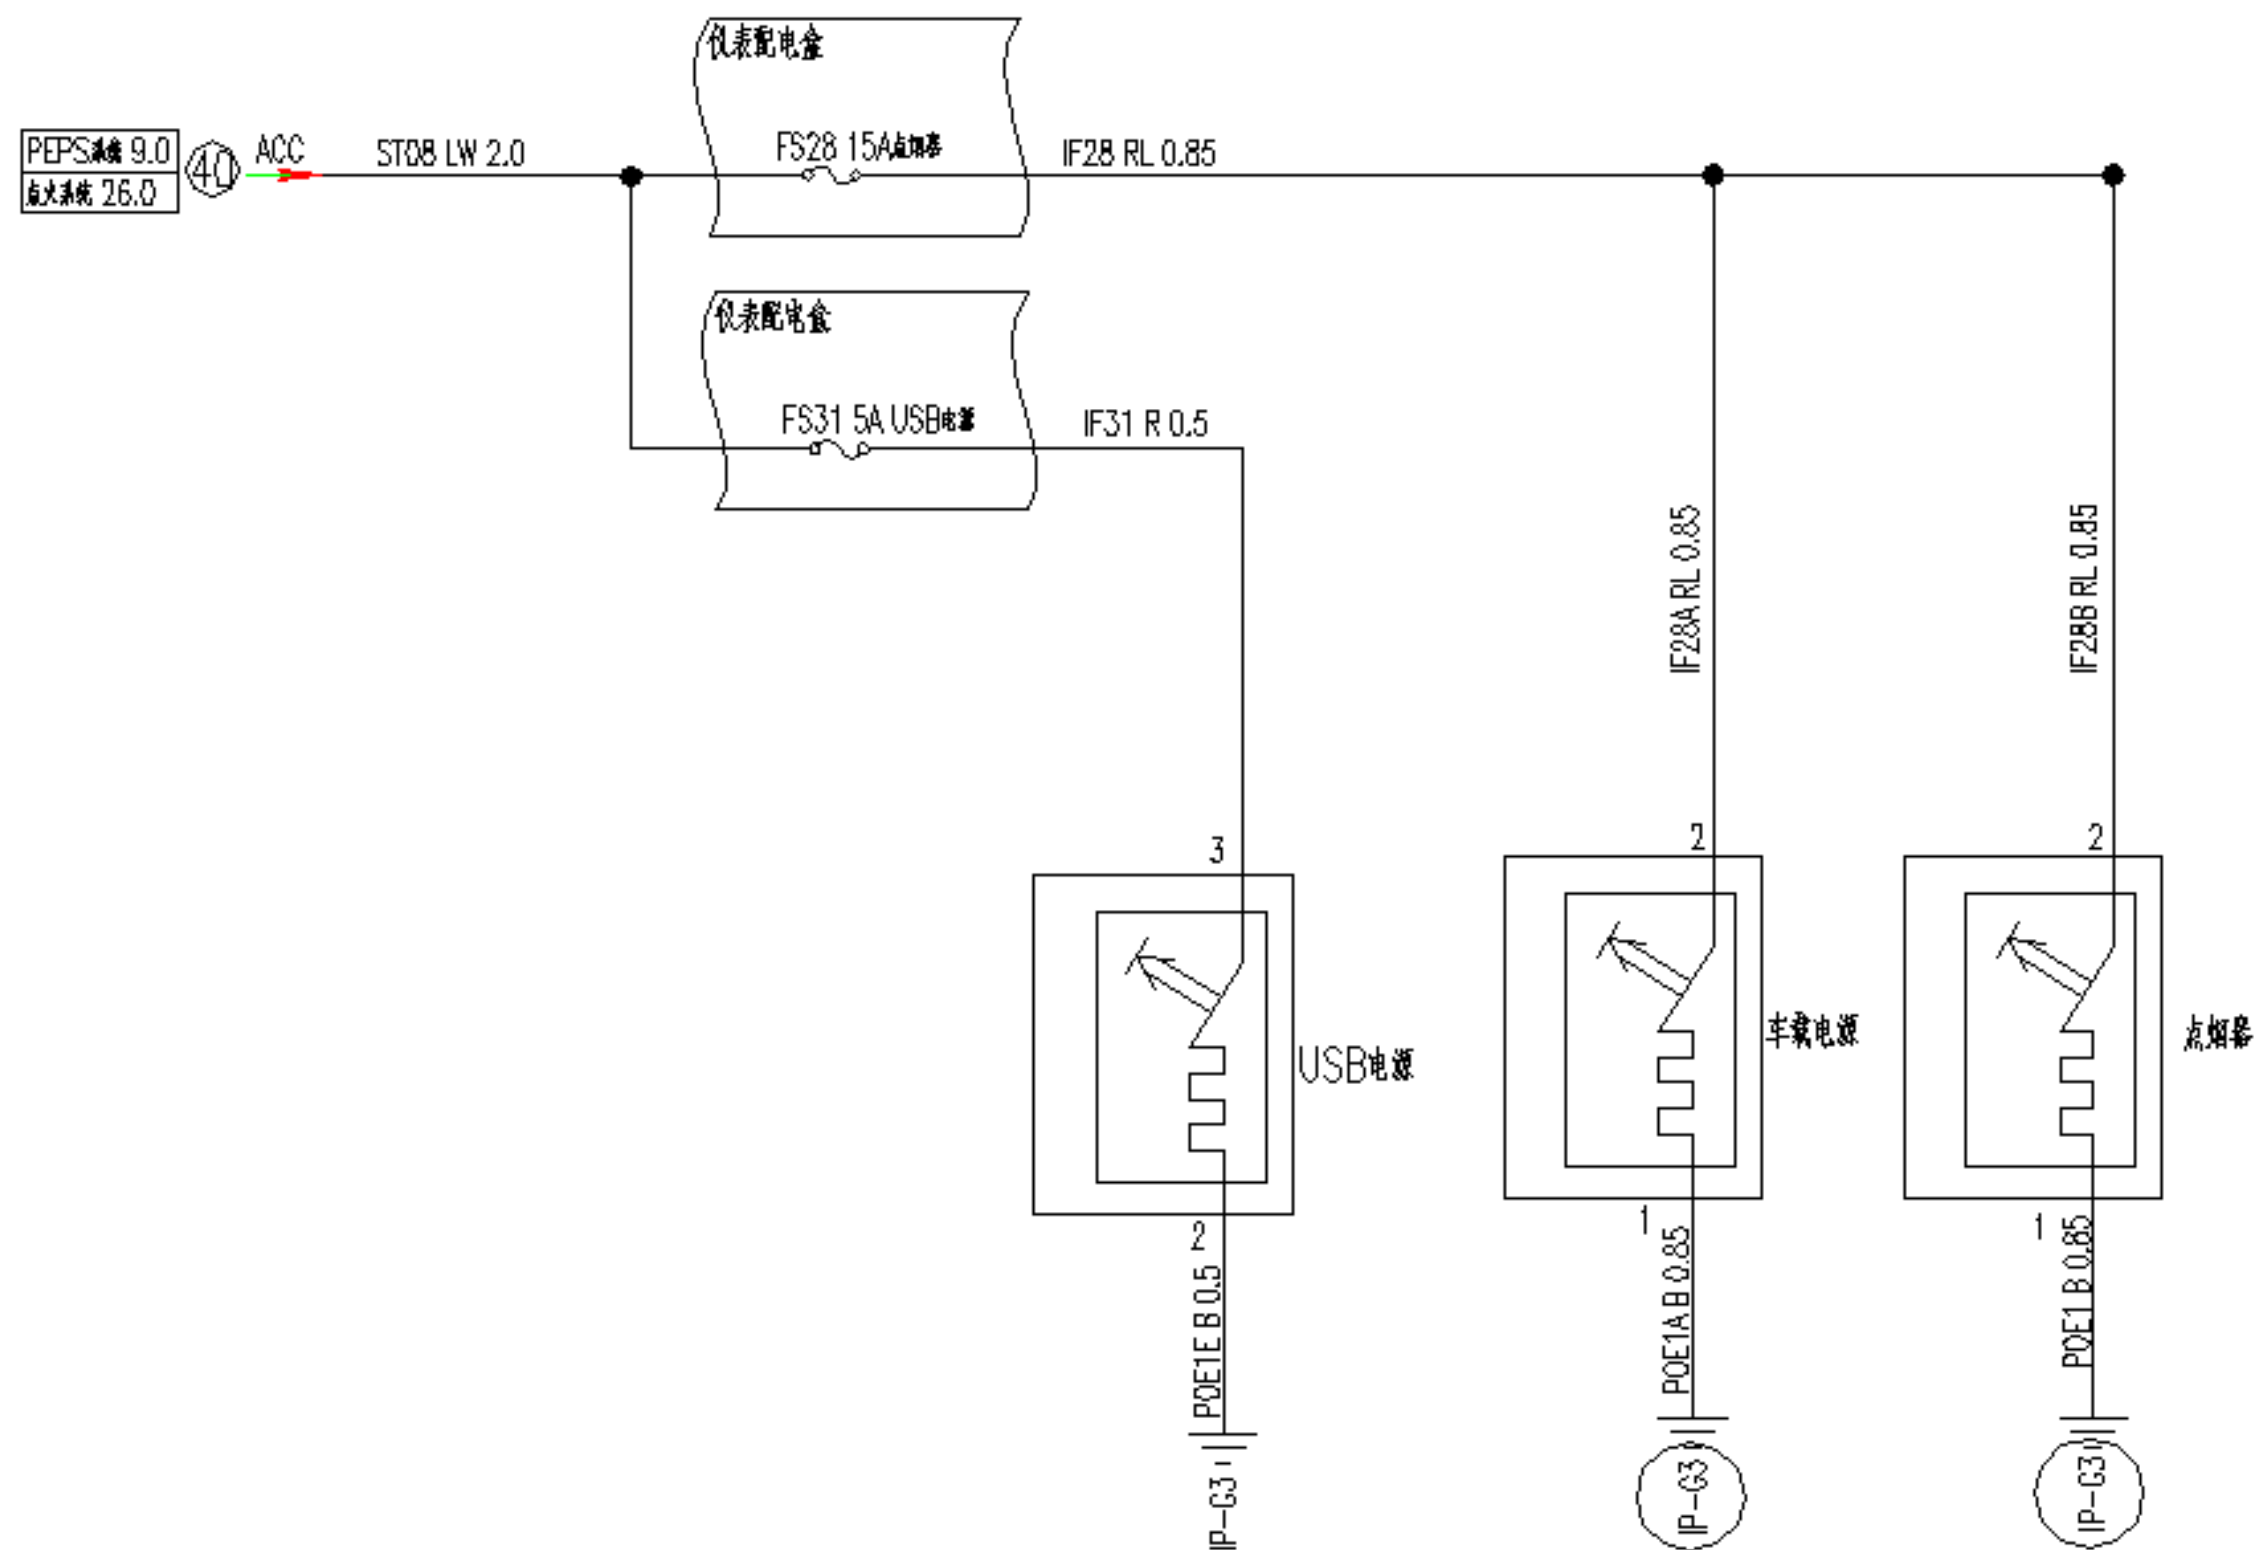 仪表配电盒
PEPS系统 9.0
点火系统 26.0
40
ACC
ST08 LW 2.0
FS28 15A点烟器
IF28 RL 0.85
仪表配电盒
FS31 5A USB电源
IF31 R 0.5
IF28A RL 0.85
IF28B RL 0.85
3
2
2
USB电源
车载电源
点烟器
2
1
1
P0E1E B 0.5
P0E1A B 0.85
P0E1 B 0.85
IP-G3
IP-G3
IP-G3